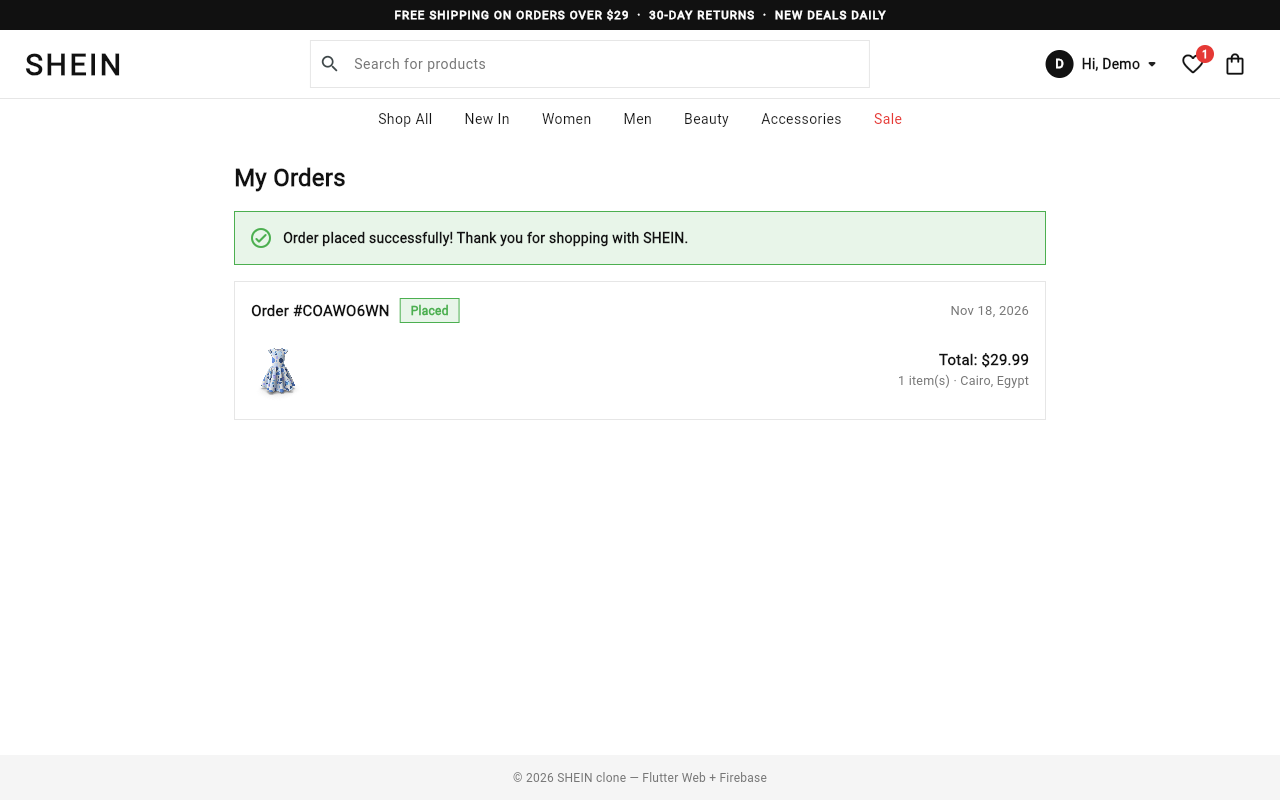 FREE SHIPPING ON ORDERS OVER $29 · 30-DAY RETURNS · NEW DEALS DAILY
SHEIN
Search for products
D
Hi, Demo
1
Shop All
New In
Women
Men
Beauty
Accessories
Sale
My Orders
Order placed successfully! Thank you for shopping with SHEIN.
Order #COAWO6WN
Placed
Nov 18, 2026
Total: $29.99
1 item(s) · Cairo, Egypt
© 2026 SHEIN clone — Flutter Web + Firebase